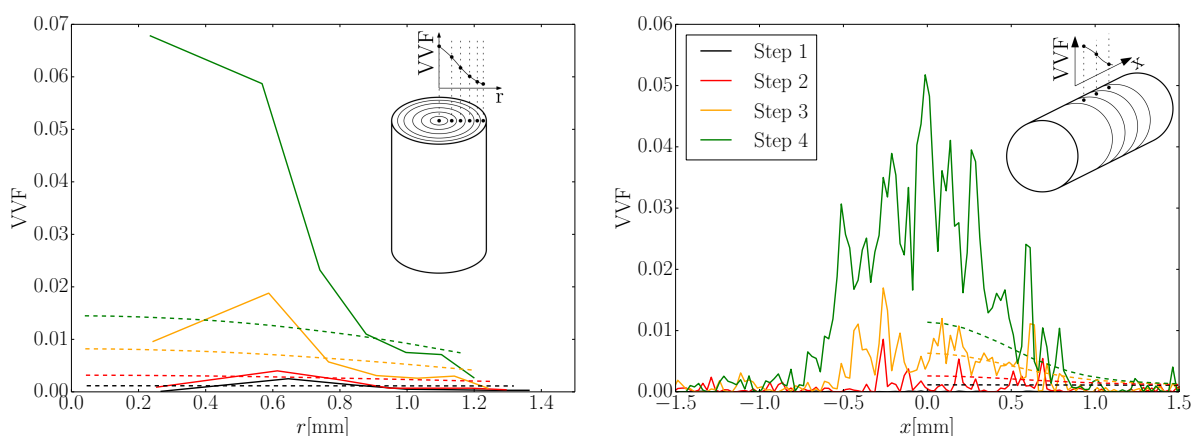 0.07
0.06
0.05
0.04
0.03
0.02
0.01
0.00
VVF
0.0 0.2 0.4 0.6 0.8 1.0 1.2 1.4
r[mm]
VVF
r
0.06
0.05
0.04
0.03
0.02
0.01
0.00
VVF
−1.5 −1.0 −0.5 0.0 0.5 1.0 1.5
x[mm]
Step 1
Step 2
Step 3
Step 4
VVF
x